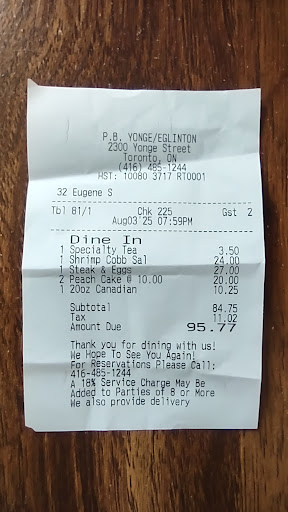 P.B. YONGE/EGLINTON
2300 Yonge Street
Toronto, ON
(416) 485-1244
HST: 10080 3717 RT0001
32 Eugene S
Tbl 81/1 Chk 225 Gst 2
Aug03'25 07:59PM
Dine In
1 Specialty Tea 3.50
1 Shrimp Cobb Sal 24.00
1 Steak & Eggs 27.00
2 Peach Cake @ 10.00 20.00
1 20oz Canadian 10.25
Subtotal 84.75
Tax 11.02
Amount Due 95.77
Thank you for dining with us!
We Hope To See You Again!
For Reservations Please Call:
416-485-1244
A 18% Service Charge May Be
Added to Parties of 8 or More
We also provide delivery